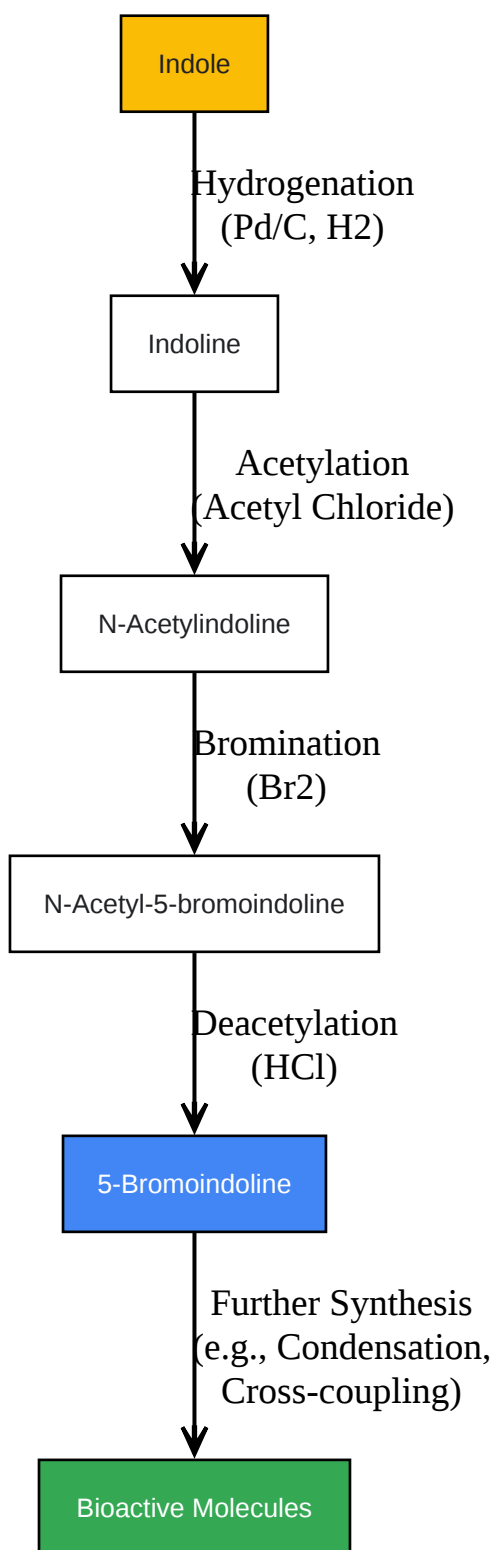 Indole
Hydrogenation
(Pd/C, H2)
Indoline
Acetylation
(Acetyl Chloride)
N-Acetylindoline
Bromination
(Br2)
N-Acetyl-5-bromoindoline
Deacetylation
(HCl)
5-Bromoindoline
Further Synthesis
(e.g., Condensation,
Cross-coupling)
Bioactive Molecules